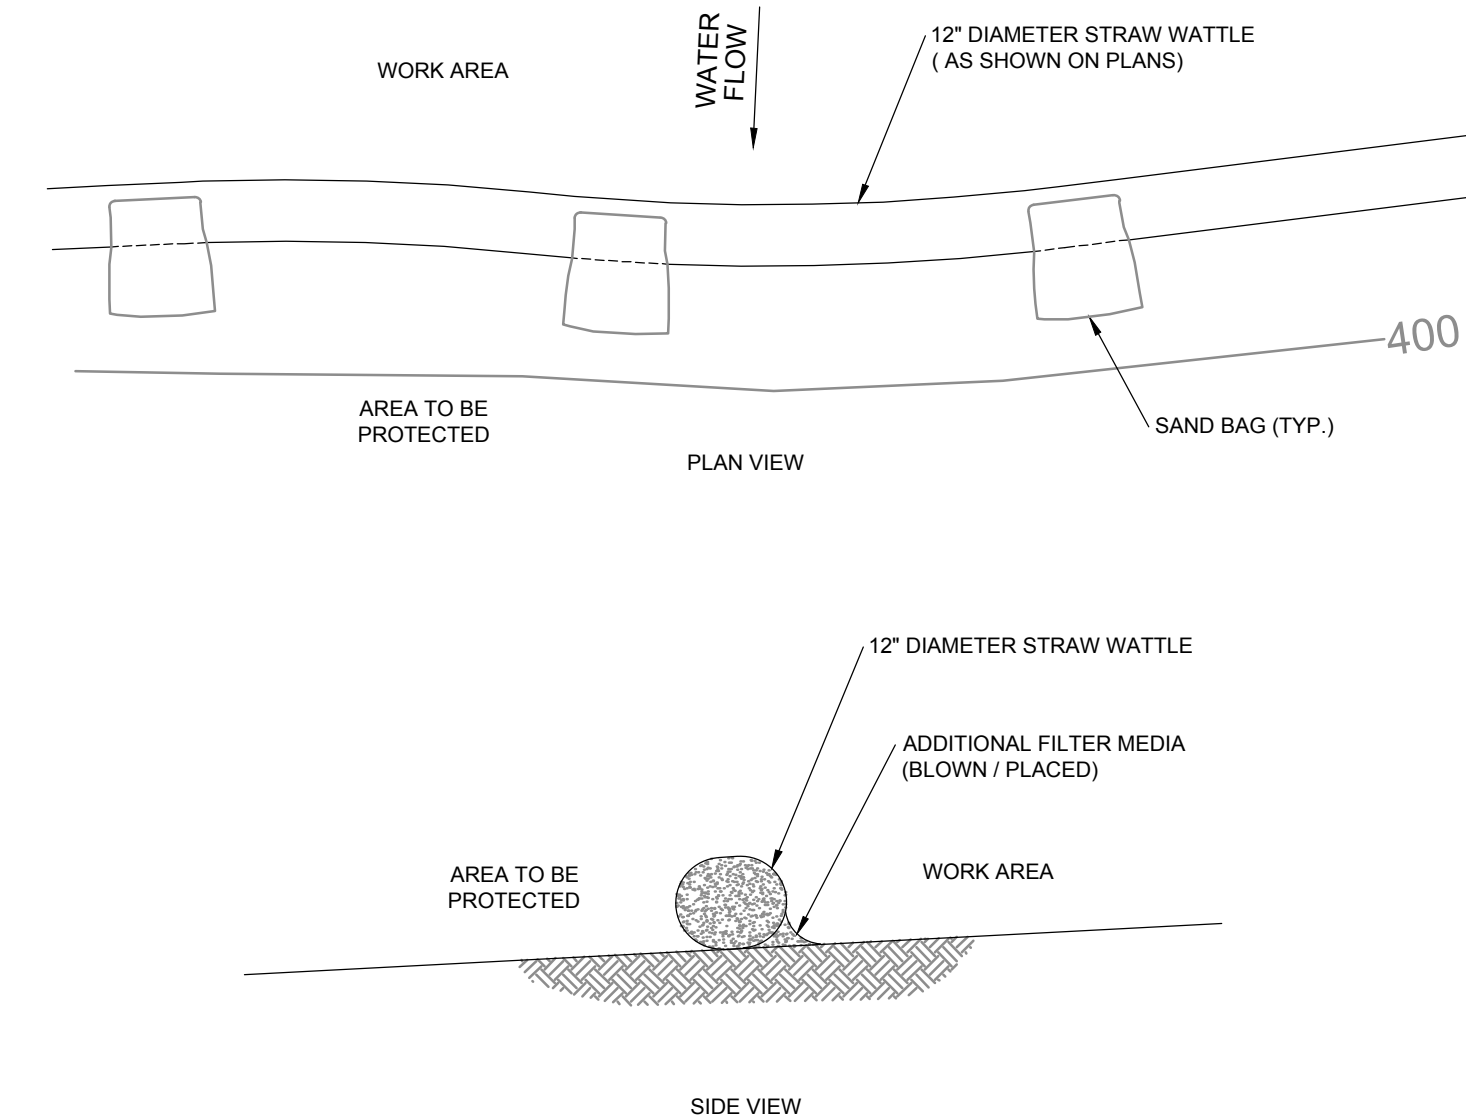 WORK AREA
WATER
FLOW
12" DIAMETER STRAW WATTLE
( AS SHOWN ON PLANS)
400
AREA TO BE
PROTECTED
SAND BAG (TYP.)
PLAN VIEW
12" DIAMETER STRAW WATTLE
ADDITIONAL FILTER MEDIA
(BLOWN / PLACED)
AREA TO BE
PROTECTED
WORK AREA
SIDE VIEW